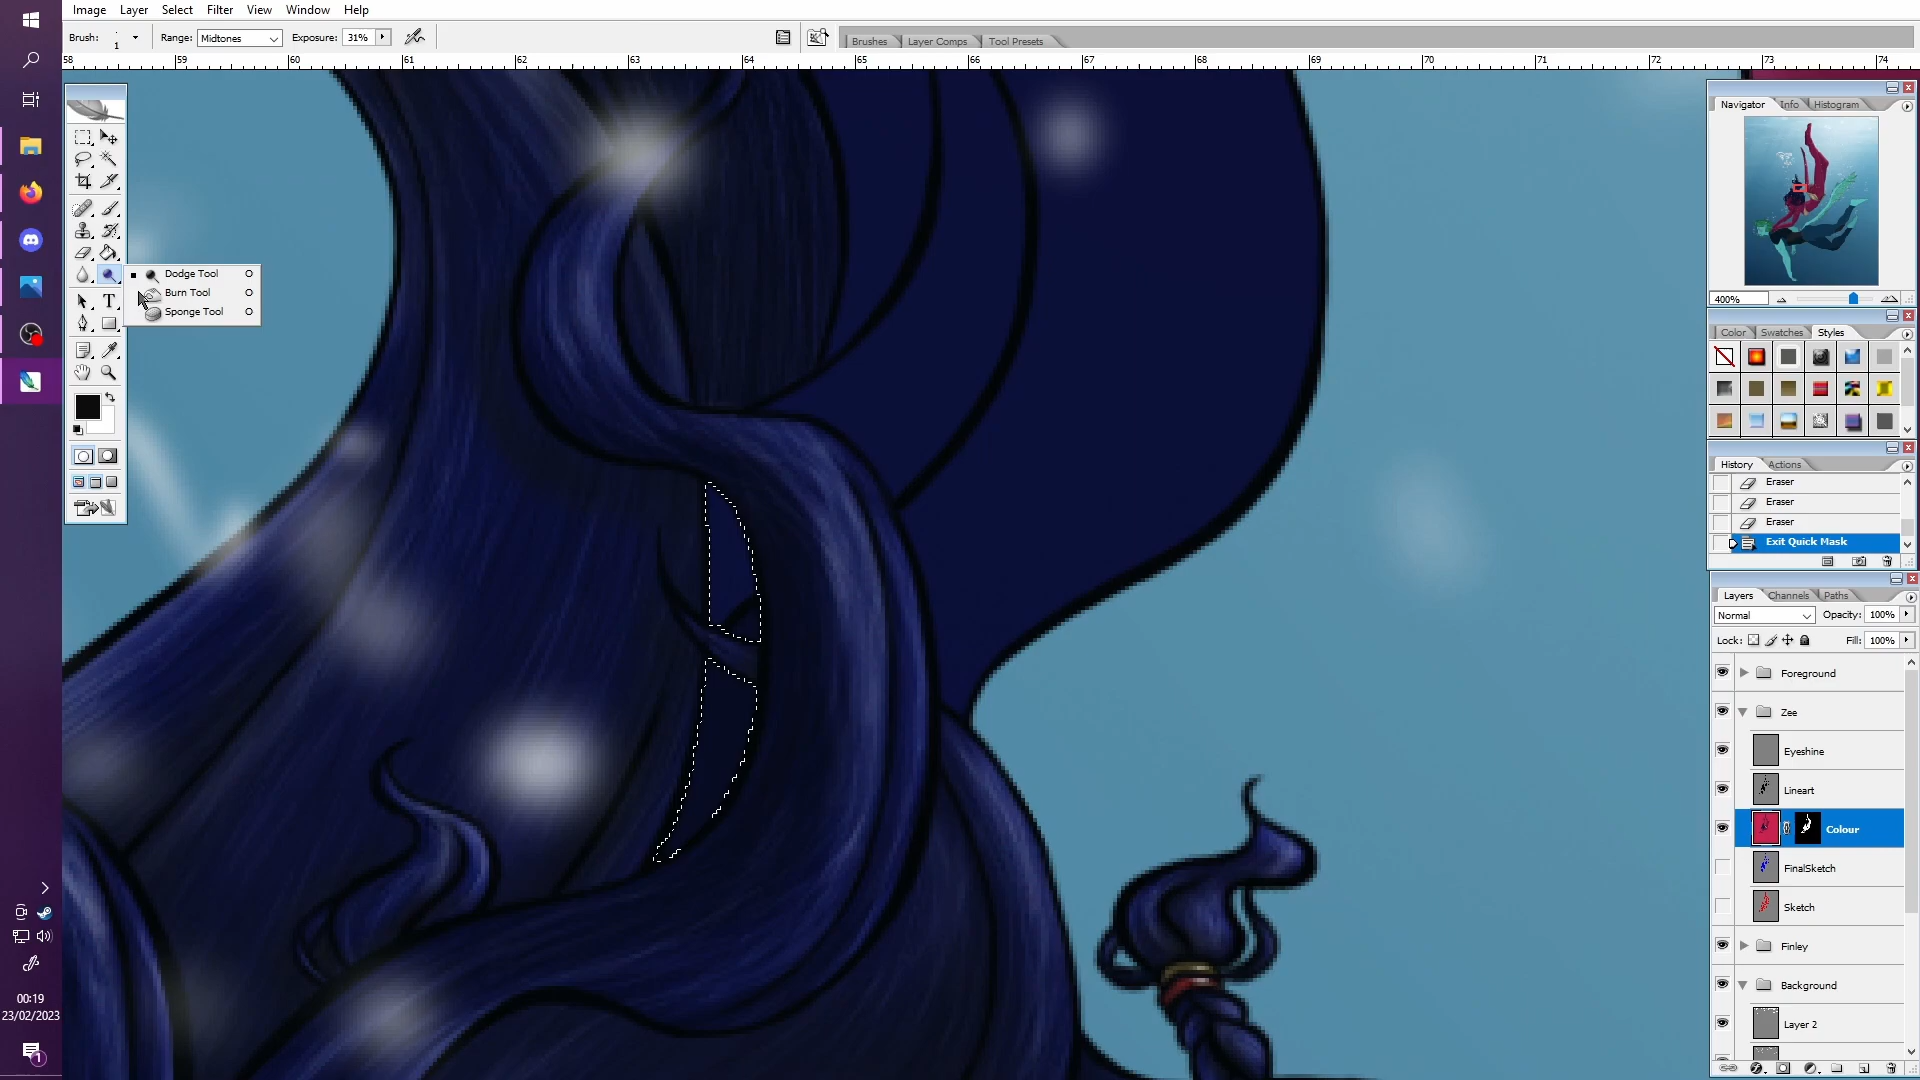 Image Layer Select Filter View Window Help
Brush: 1 Range: Midtones Exposure: 31% Brushes Layer Comps Tool Presets
58 59 60 61 62 63 64 65 66 67 68 69 70 71 72 73 74
Navigator Info Histogram
Dodge Tool O
Burn Tool O
Sponge Tool O
T
400%
Color Swatches Styles
History Actions
Eraser
Eraser
Eraser
Exit Quick Mask
Layers Channels Paths
Normal Opacity: 100%
Lock: Fill: 100%
Foreground
Zee
Eyeshine
Lineart
Colour
FinalSketch
Sketch
Finley
Background
Layer 2
00:19
23/02/2023
1